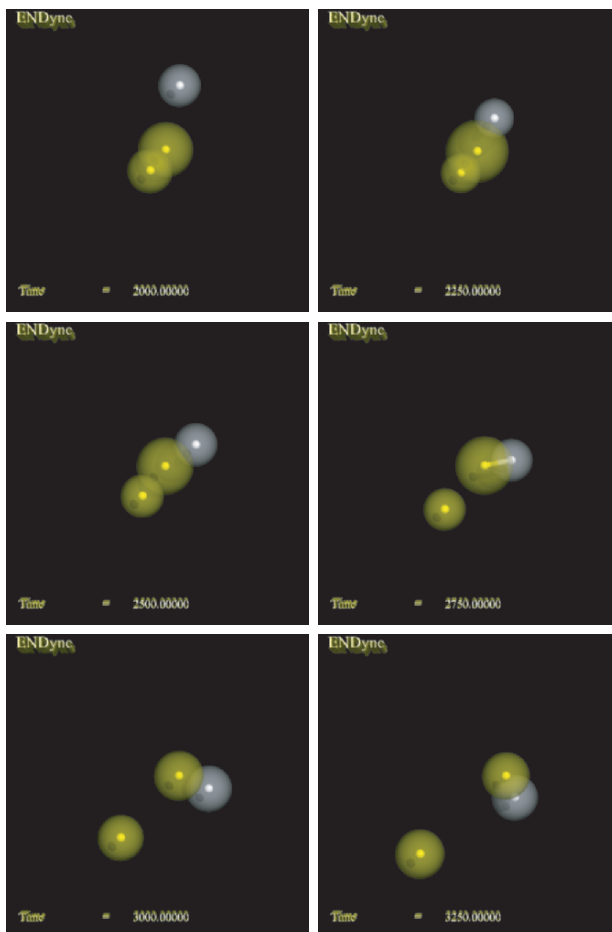 ENDyne
ENDyne
Time = 2000.00000
Time = 2250.00000
ENDyne
ENDyne
Time = 2500.00000
Time = 2750.00000
ENDyne
ENDyne
Time = 3000.00000
Time = 3250.00000